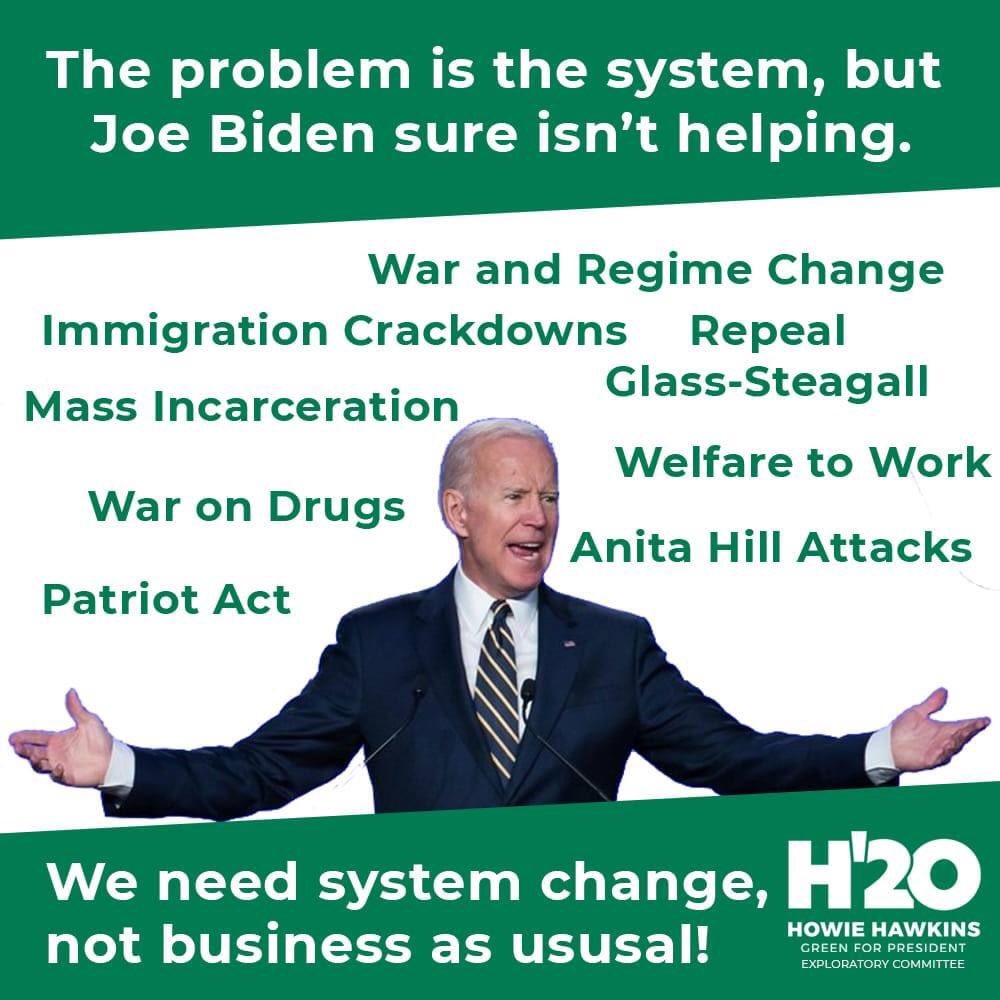 The problem is the system, but
Joe Biden sure isn't helping.
War and Regime Change
Immigration Crackdowns
Repeal
Glass-Steagall
Mass Incarceration
Welfare to Work
War on Drugs
Anita Hill Attacks
Patriot Act
We need system change,
not business as ususal!
H'20
HOWIE HAWKINS
GREEN FOR PRESIDENT
EXPLORATORY COMMITTEE